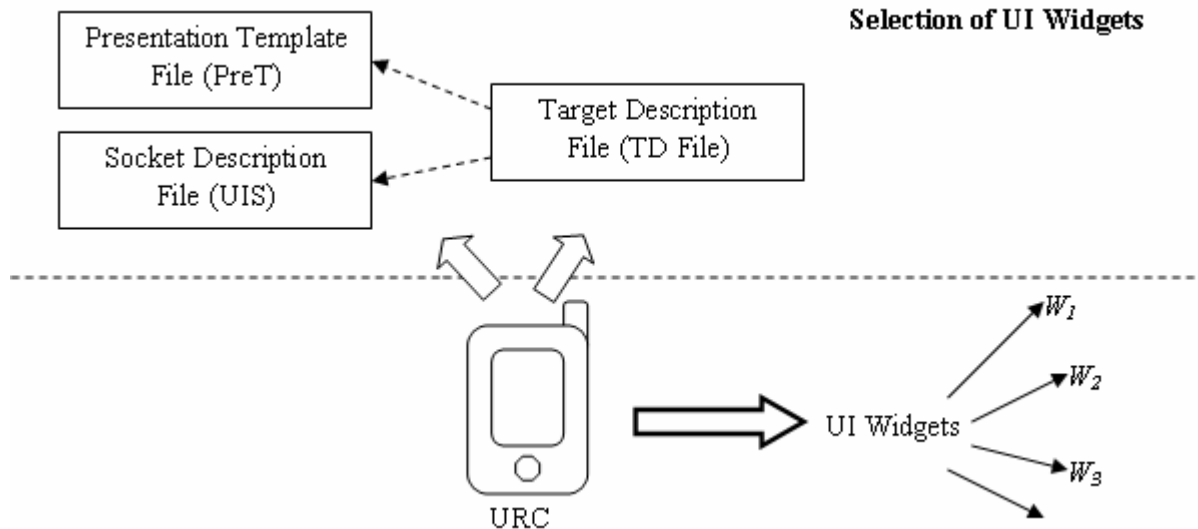 Selection of UI Widgets
Presentation Template
File (PreT)
Target Description
File (TD File)
Socket Description
File (UIS)
W1
W2
UI Widgets
W3
URC